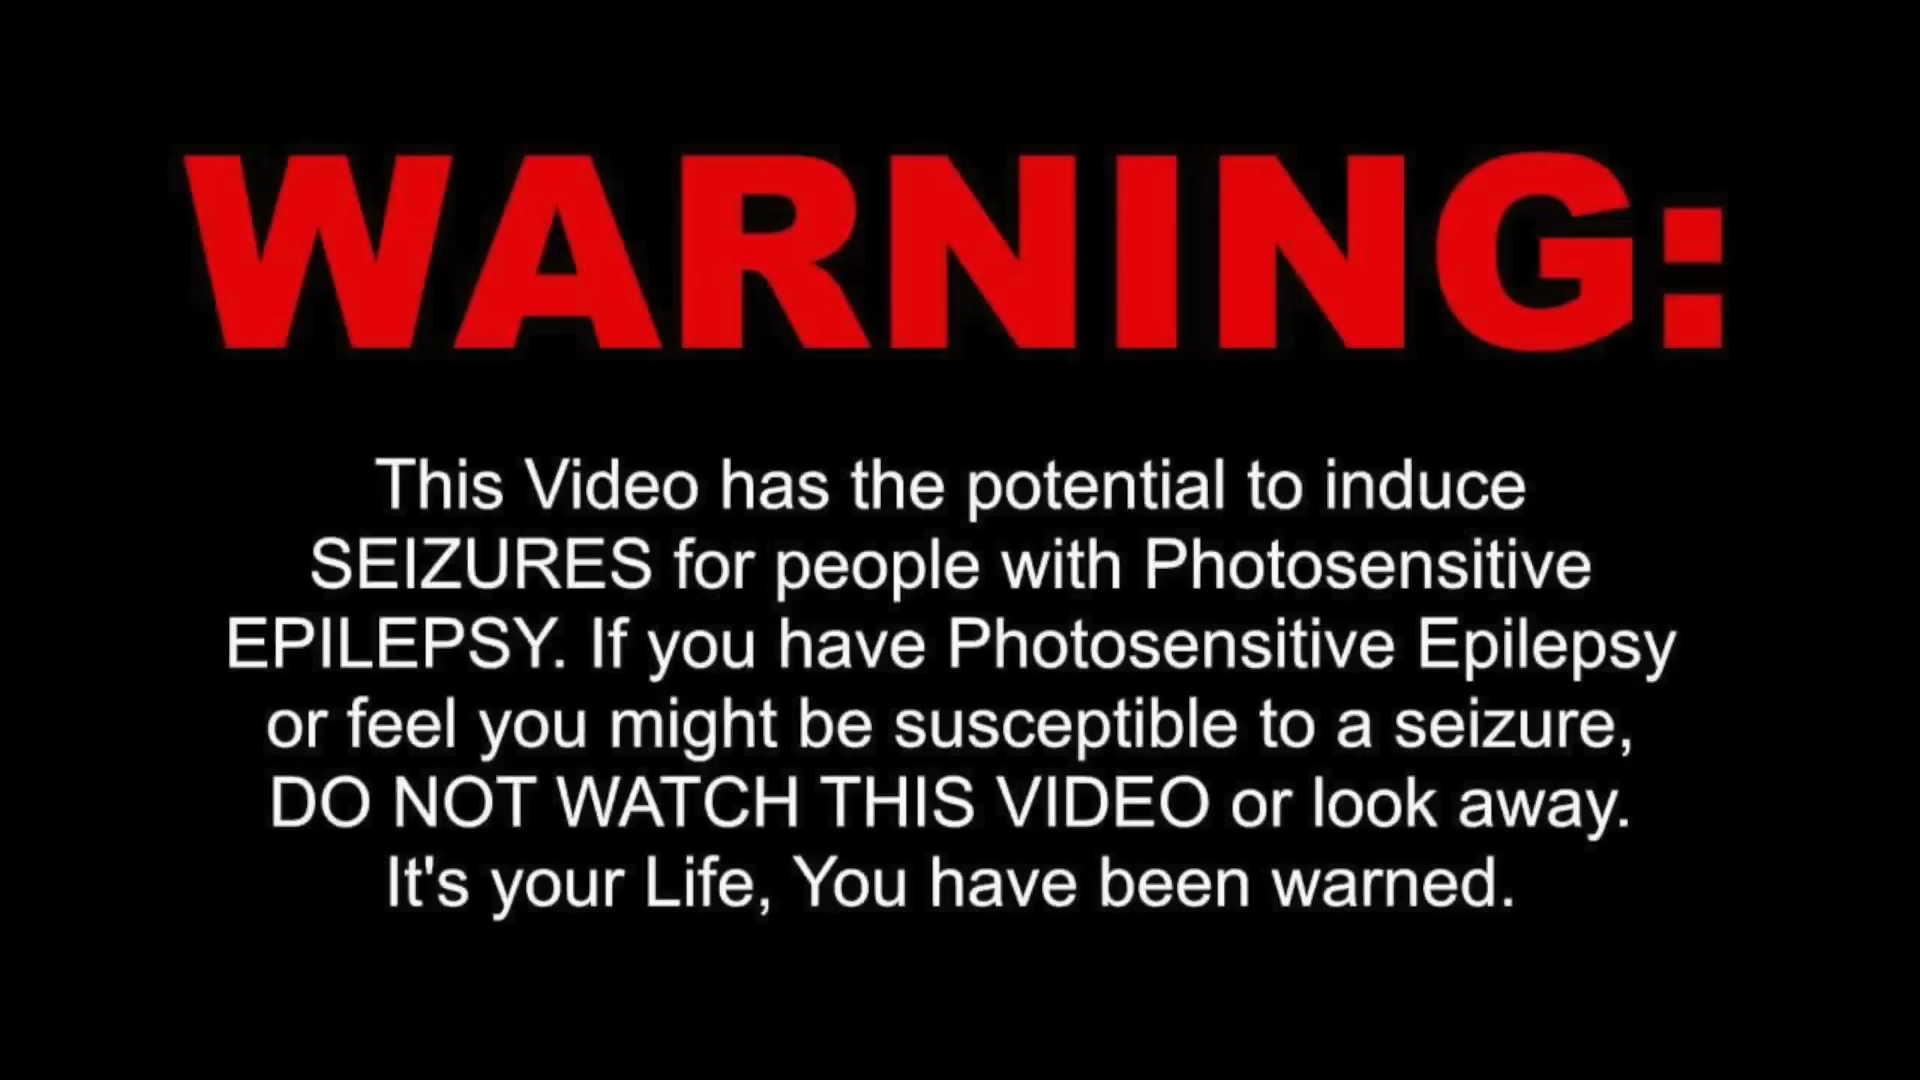 WARNING:
This Video has the potential to induce
SEIZURES for people with Photosensitive
EPILEPSY. If you have Photosensitive Epilepsy
or feel you might be susceptible to a seizure,
DO NOT WATCH THIS VIDEO or look away.
It's your Life, You have been warned.